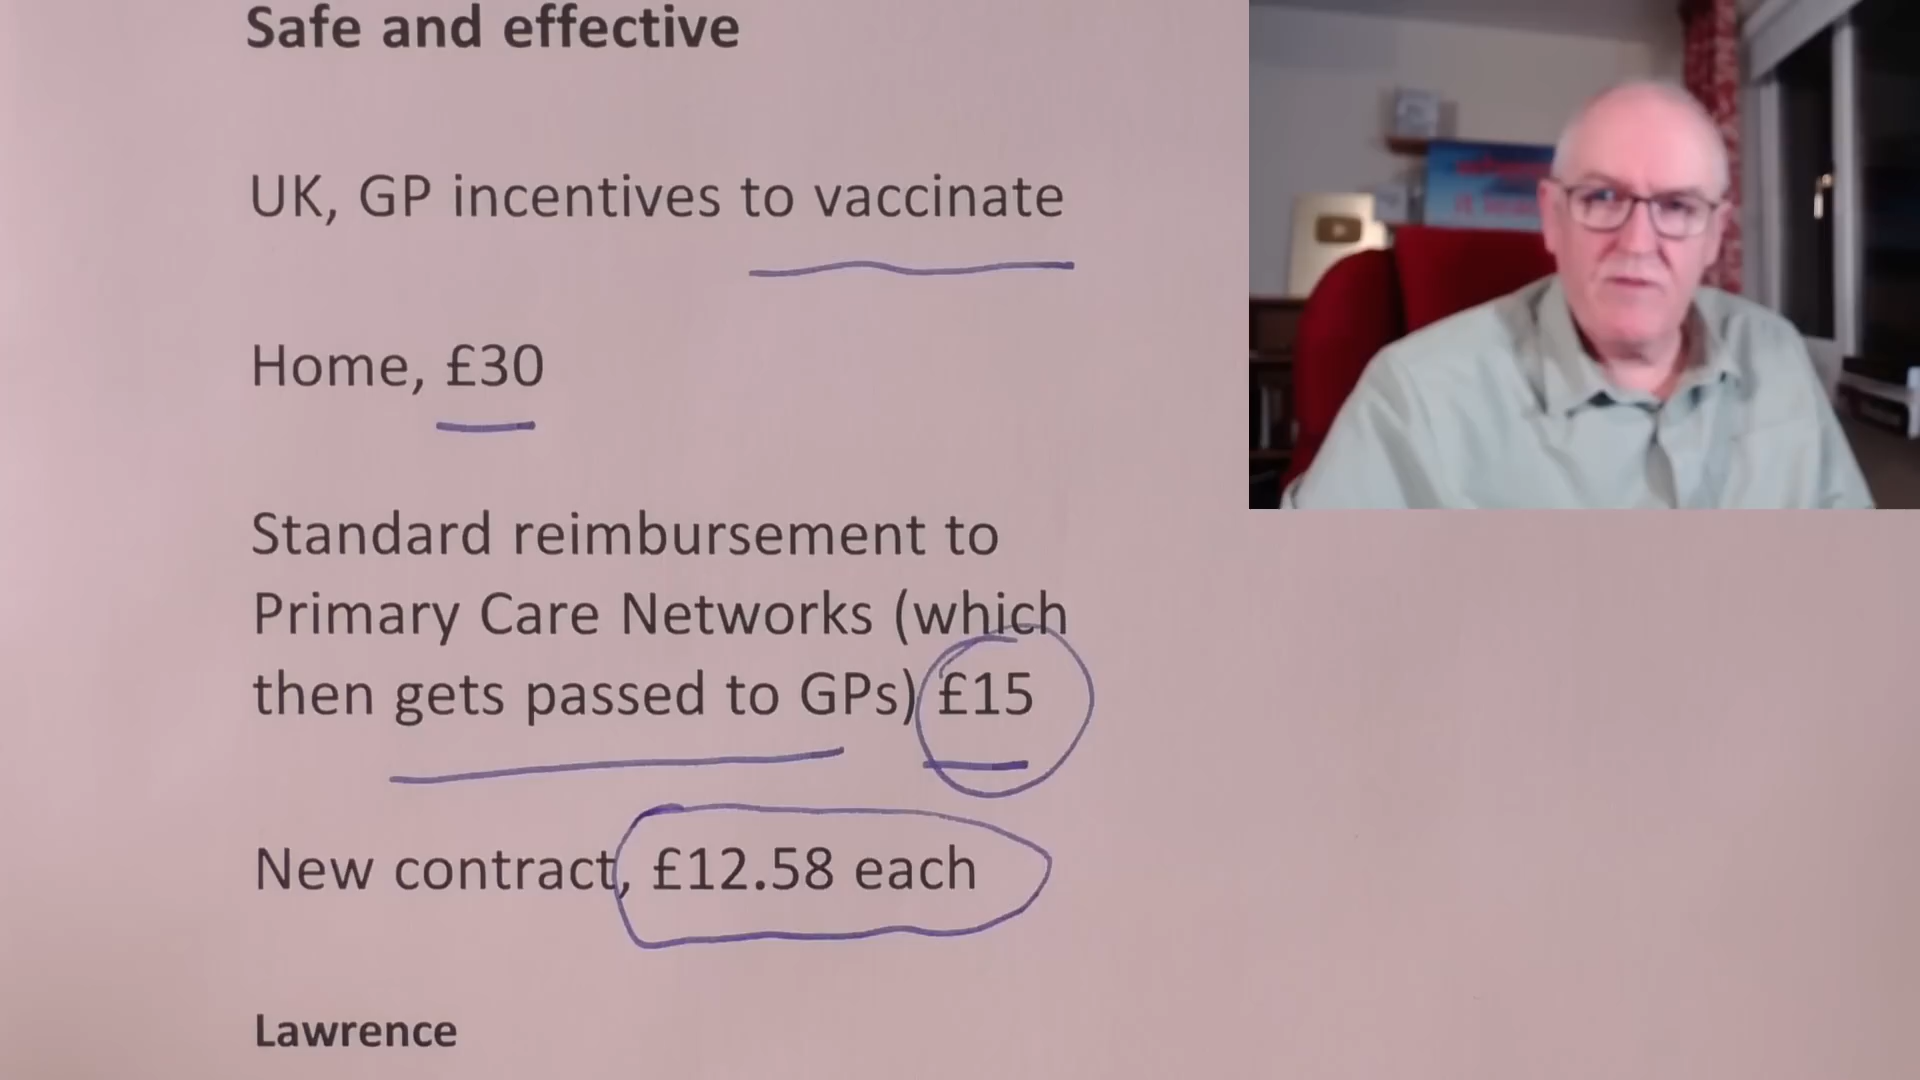 Safe and effective
UK, GP incentives to vaccinate
Home, £30
Standard reimbursement to
Primary Care Networks (which
then gets passed to GPs) £15
New contract, £12.58 each
Lawrence